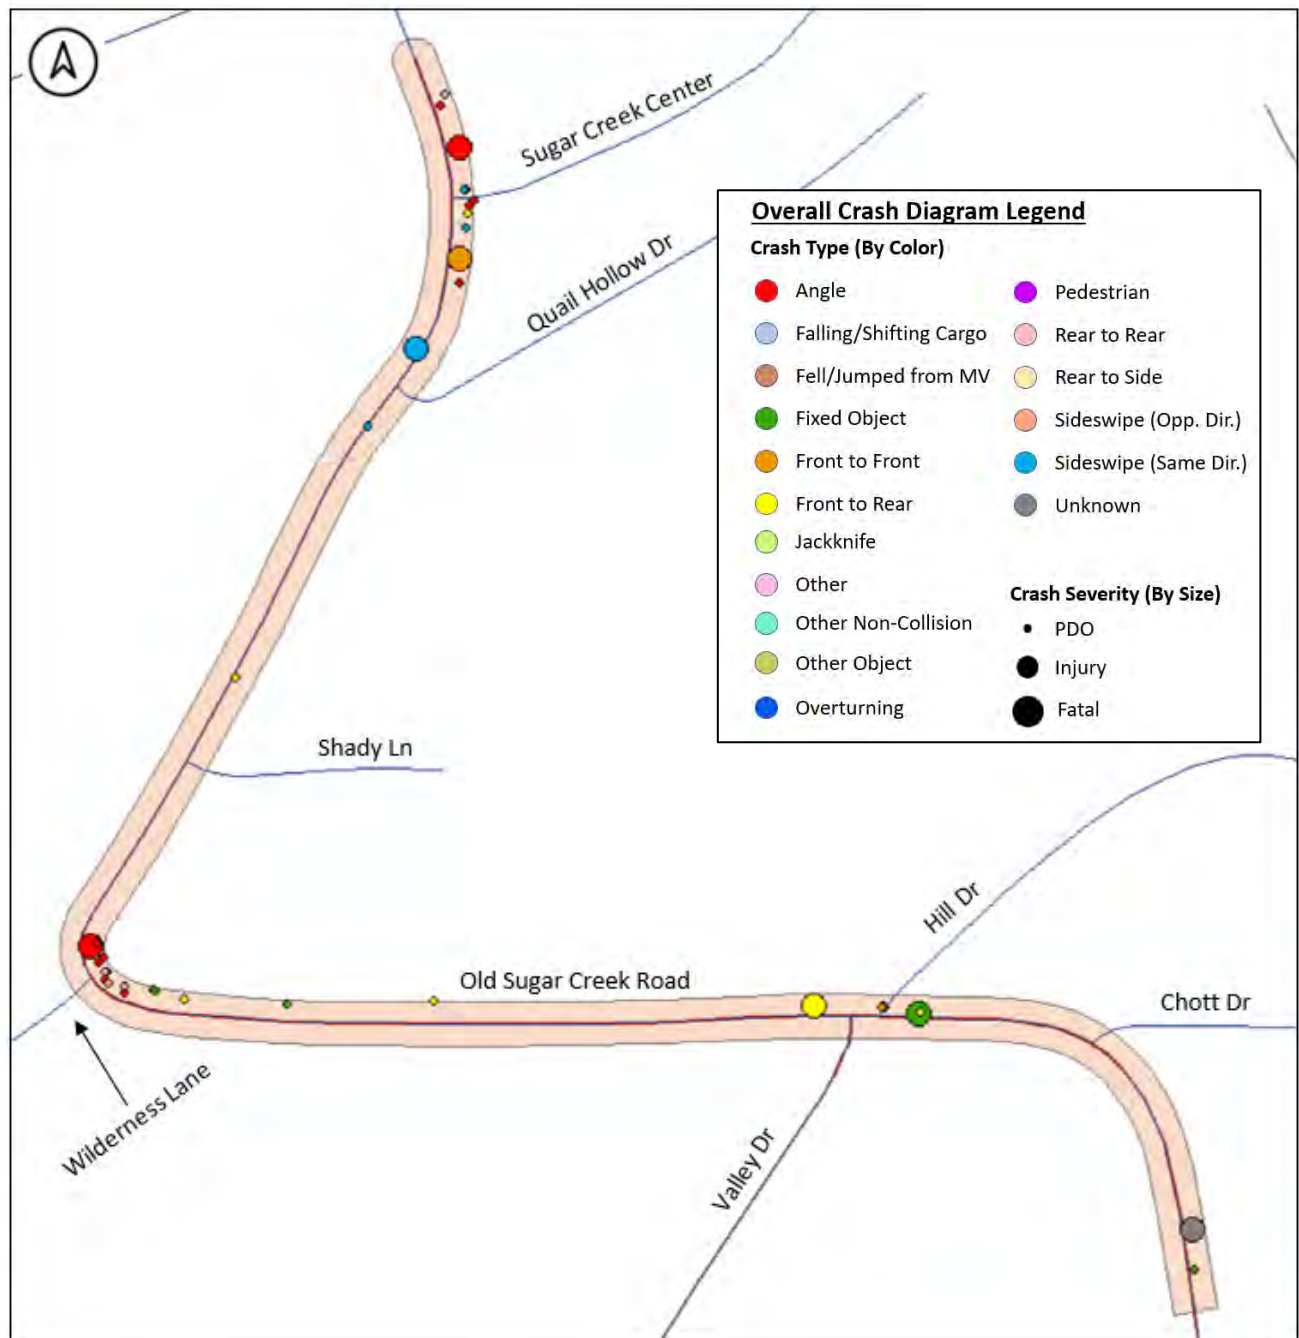 Sugar Creek Center
Quail Hollow Dr
Overall Crash Diagram Legend
Crash Type (By Color)
Angle
Falling/Shifting Cargo
Fell/Jumped from MV
Fixed Object
Front to Front
Front to Rear
Jackknife
Other
Other Non-Collision
Other Object
Overturning
Pedestrian
Rear to Rear
Rear to Side
Sideswipe (Opp. Dir.)
Sideswipe (Same Dir.)
Unknown
Crash Severity (By Size)
PDO
Injury
Fatal
Shady Ln
Hill Dr
Old Sugar Creek Road
Chott Dr
Wilderness Lane
Valley Dr